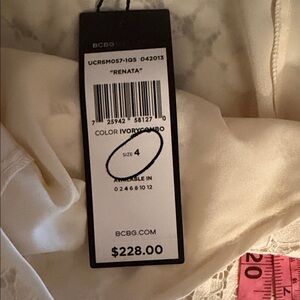 BCBG
UCR6M057-1Q5 042013
"RENATA"
7 25942 58127 0
COLOR IVORYCOMBO
SIZE 4
AVAILABLE IN
0 2 4 6 8 10 12
BCBG.COM
$228.00
20